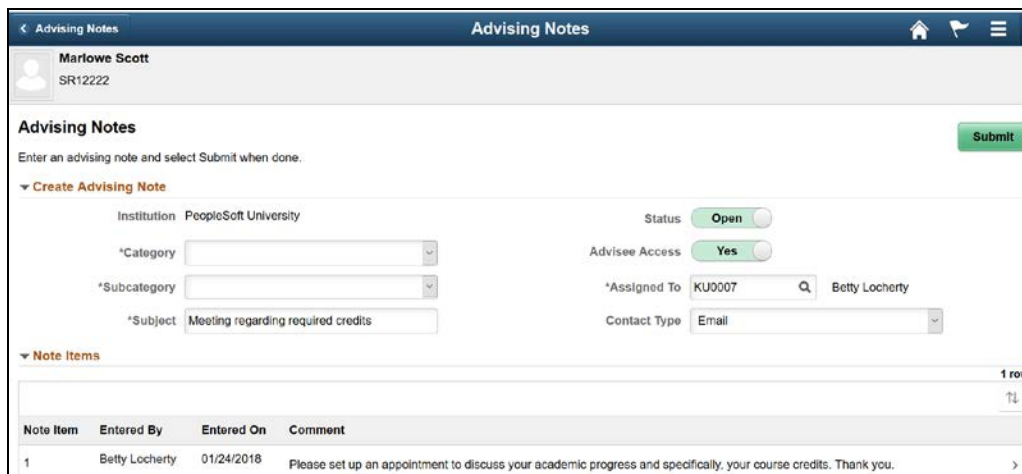 Advising Notes
Advising Notes
Marlowe Scott
SR12222
Advising Notes
Submit
Enter an advising note and select Submit when done.
Create Advising Note
Institution PeopleSoft University
Status Open
*Category
Advisee Access Yes
*Subcategory
*Assigned To KU0007 Betty Locherty
*Subject Meeting regarding required credits
Contact Type Email
Note Items
1 ro
Note Item Entered By Entered On Comment
1 Betty Locherty 01/24/2018 Please set up an appointment to discuss your academic progress and specifically, your course credits. Thank you.